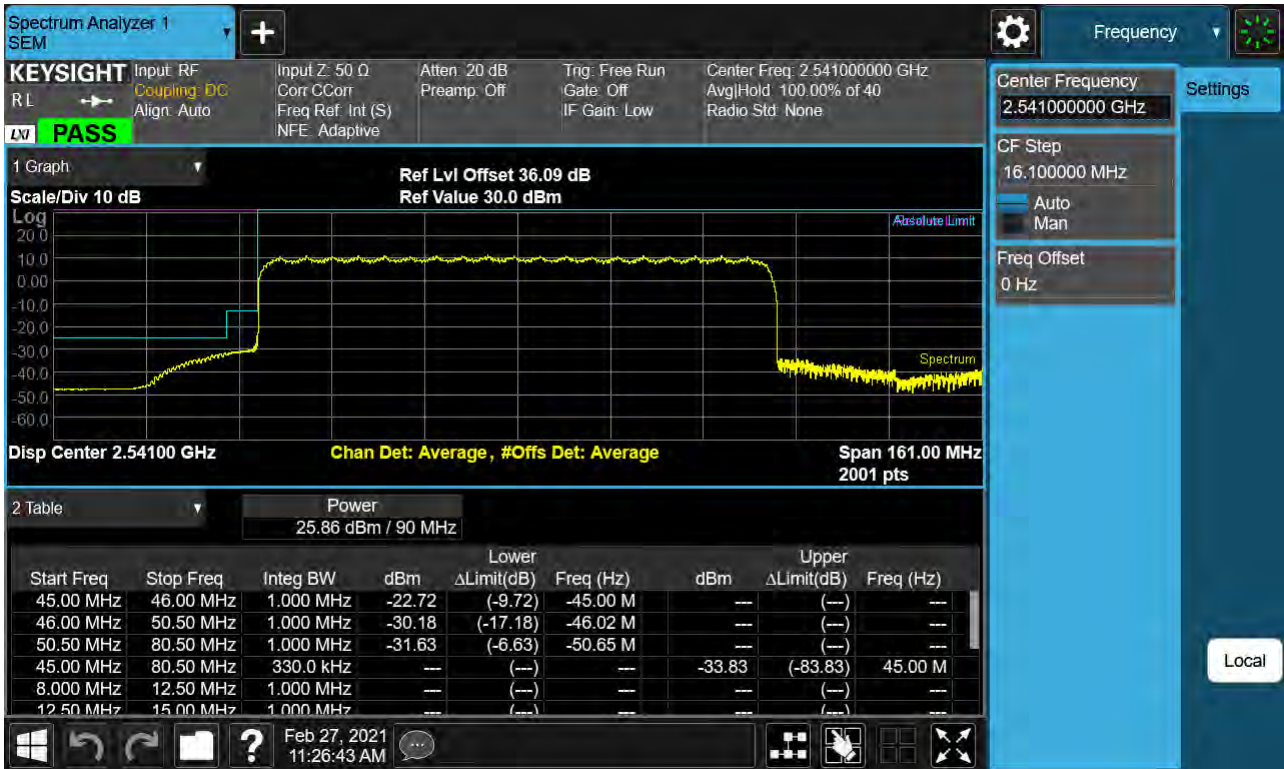 Spectrum Analyzer 1
SEM
Frequency
KEYSIGHT
R L
LXI
PASS
Input: RF
Coupling: DC
Align: Auto
Input Z: 50 Ω
Corr CCorr
Freq Ref: Int (S)
NFE: Adaptive
Atten: 20 dB
Preamp: Off
Trig: Free Run
Gate: Off
IF Gain: Low
Center Freq: 2.541000000 GHz
Avg|Hold: 100.00% of 40
Radio Std: None
Center Frequency
2.541000000 GHz
Settings
CF Step
16.100000 MHz
Auto
Man
Freq Offset
0 Hz
1 Graph
Scale/Div 10 dB
Ref Lvl Offset 36.09 dB
Ref Value 30.0 dBm
Log
Absolute Limit
20.0
10.0
0.00
-10.0
-20.0
-30.0
-40.0
-50.0
-60.0
Spectrum
Disp Center 2.54100 GHz
Chan Det: Average, #Offs Det: Average
Span 161.00 MHz
2001 pts
2 Table
Power
25.86 dBm / 90 MHz
Lower Upper
Start Freq Stop Freq Integ BW dBm ΔLimit(dB) Freq (Hz) dBm ΔLimit(dB) Freq (Hz)
45.00 MHz 46.00 MHz 1.000 MHz -22.72 (-9.72) -45.00 M --- (---) ---
46.00 MHz 50.50 MHz 1.000 MHz -30.18 (-17.18) -46.02 M --- (---) ---
50.50 MHz 80.50 MHz 1.000 MHz -31.63 (-6.63) -50.65 M --- (---) ---
45.00 MHz 80.50 MHz 330.0 kHz --- (---) --- -33.83 (-83.83) 45.00 M
8.000 MHz 12.50 MHz 1.000 MHz --- (---) --- --- (---) ---
12.50 MHz 15.00 MHz 1.000 MHz --- (---) --- --- (---) ---
Local
?
Feb 27, 2021
11:26:43 AM